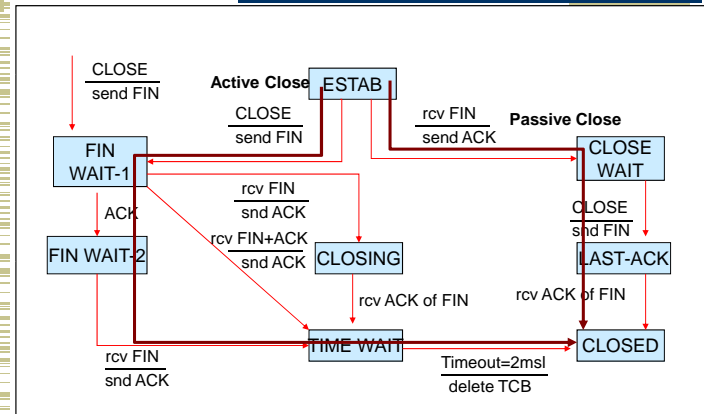 CLOSE
send FIN
Active Close
ESTAB
CLOSE
send FIN
rcv FIN
send ACK
Passive Close
FIN
WAIT-1
CLOSE
WAIT
rcv FIN
snd ACK
ACK
CLOSE
snd FIN
rcv FIN+ACK
snd ACK
FIN WAIT-2
CLOSING
LAST-ACK
rcv ACK of FIN
rcv ACK of FIN
TIME WAIT
CLOSED
rcv FIN
snd ACK
Timeout=2msl
delete TCB